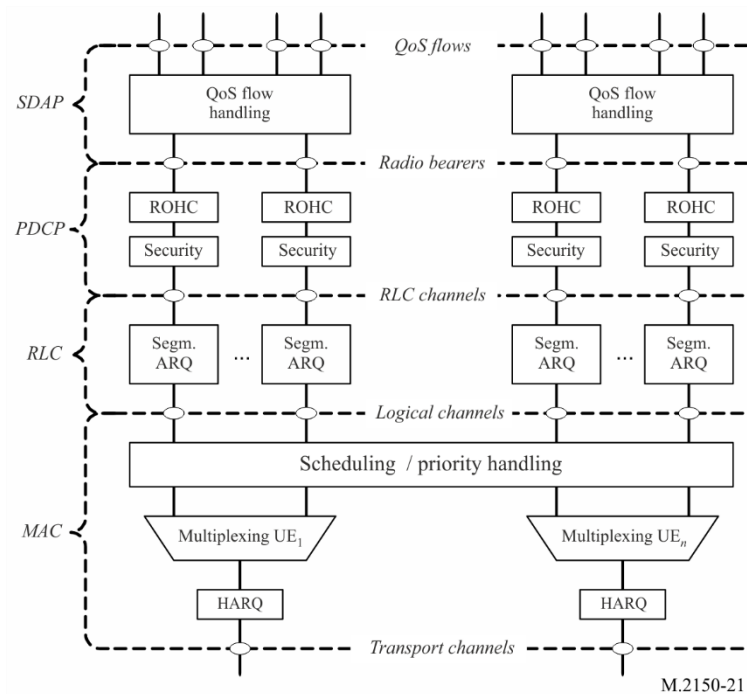 QoS flows
SDAP
QoS flow
handling
QoS flow
handling
Radio bearers
ROHC
ROHC
ROHC
ROHC
PDCP
Security
Security
Security
Security
RLC channels
RLC
Segm.
ARQ
...
Segm.
ARQ
Segm.
ARQ
...
Segm.
ARQ
Logical channels
Scheduling / priority handling
MAC
Multiplexing UE1
Multiplexing UEn
HARQ
HARQ
Transport channels
M.2150-21